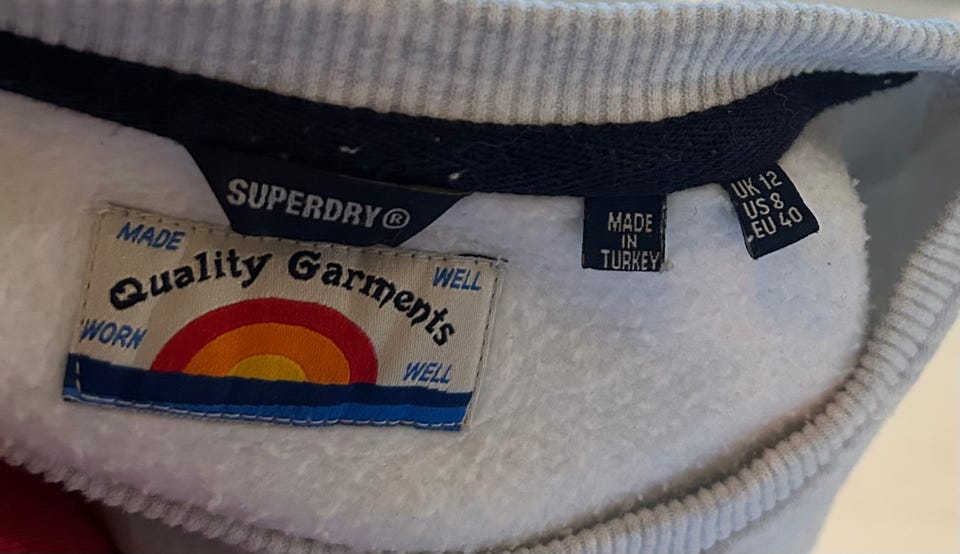 SUPERDRY®
MADE
Quality Garments
WELL
WORN
WELL
MADE
IN
TURKEY
UK 12
US 8
EU 40